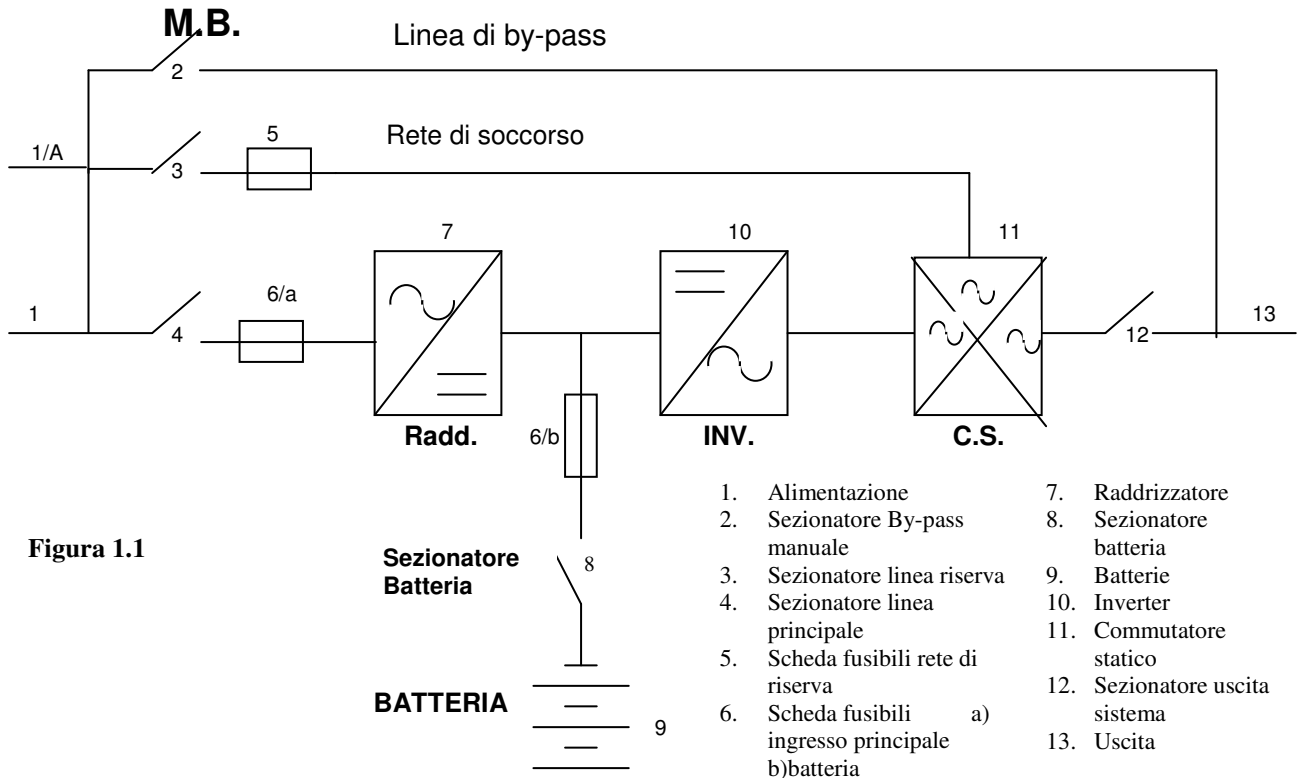 M.B.
Linea di by-pass
2
1/A
3
5
Rete di soccorso
1
4
6/a
7
10
11
12
13
Radd.
6/b
INV.
C.S.
Figura 1.1
Sezionatore
Batteria
8
BATTERIA
9
1. Alimentazione
2. Sezionatore By-pass
manuale
3. Sezionatore linea riserva
4. Sezionatore linea
principale
5. Scheda fusibili rete di
riserva
6. Scheda fusibili a)
ingresso principale
b)batteria
7. Raddrizzatore
8. Sezionatore
batteria
9. Batterie
10. Inverter
11. Commutatore
statico
12. Sezionatore uscita
sistema
13. Uscita